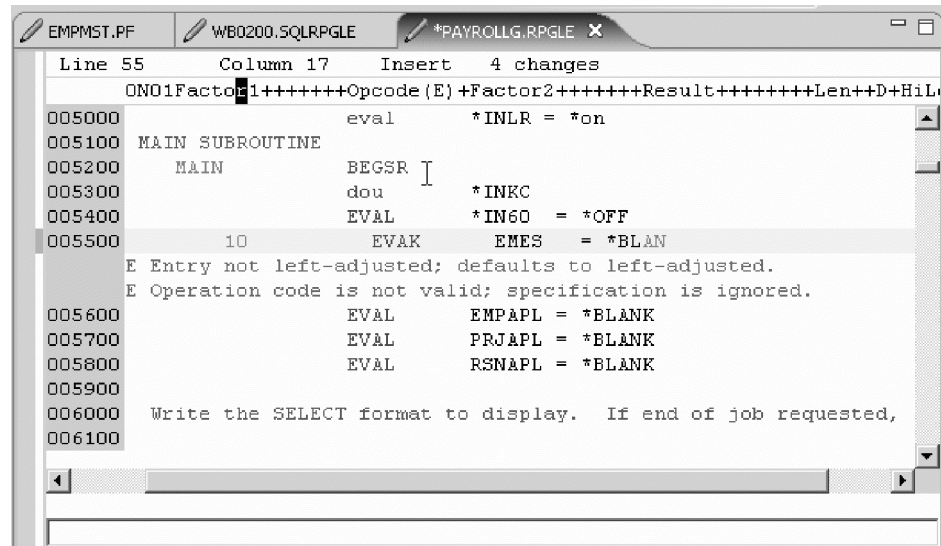 EMPMST.PF WB0200.SQLRPGLE *PAYROLLG.RPGLE X
Line 55 Column 17 Insert 4 changes
0N01Factor1+++++++Opcode(E)+Factor2+++++++Result++++++++Len++D+HiL
005000 eval *INLR = *on
005100 MAIN SUBROUTINE
005200 MAIN BEGSR
005300 dou *INKC
005400 EVAL *IN60 = *OFF
005500 10 EVAK EMES = *BLAN
E Entry not left-adjusted; defaults to left-adjusted.
E Operation code is not valid; specification is ignored.
005600 EVAL EMPAPL = *BLANK
005700 EVAL PRJAPL = *BLANK
005800 EVAL RSNAPL = *BLANK
005900
006000 Write the SELECT format to display. If end of job requested,
006100